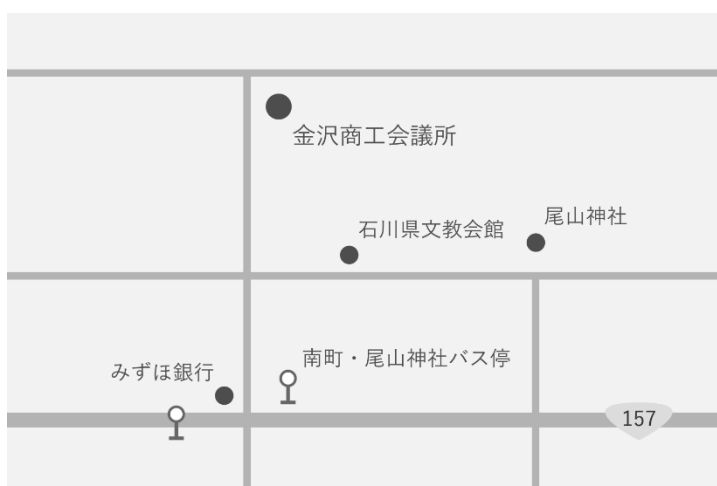 金沢商工会議所
尾山神社
石川県文教会館
南町・尾山神社バス停
みずほ銀行
157